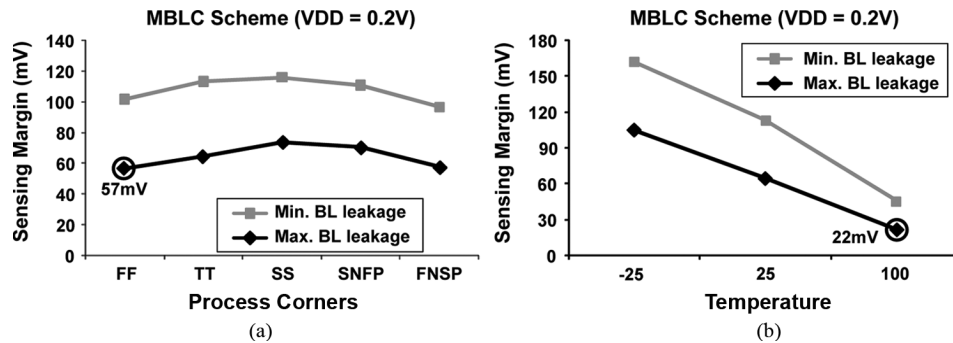 MBLC Scheme (VDD = 0.2V)
Sensing Margin (mV)
140
120
100
80
60
40
20
0
57mV
Min. BL leakage
Max. BL leakage
FF TT SS SNFP FNSP
Process Corners
(a)
MBLC Scheme (VDD = 0.2V)
Sensing Margin (mV)
180
150
120
90
60
30
0
Min. BL leakage
Max. BL leakage
22mV
-25 25 100
Temperature
(b)